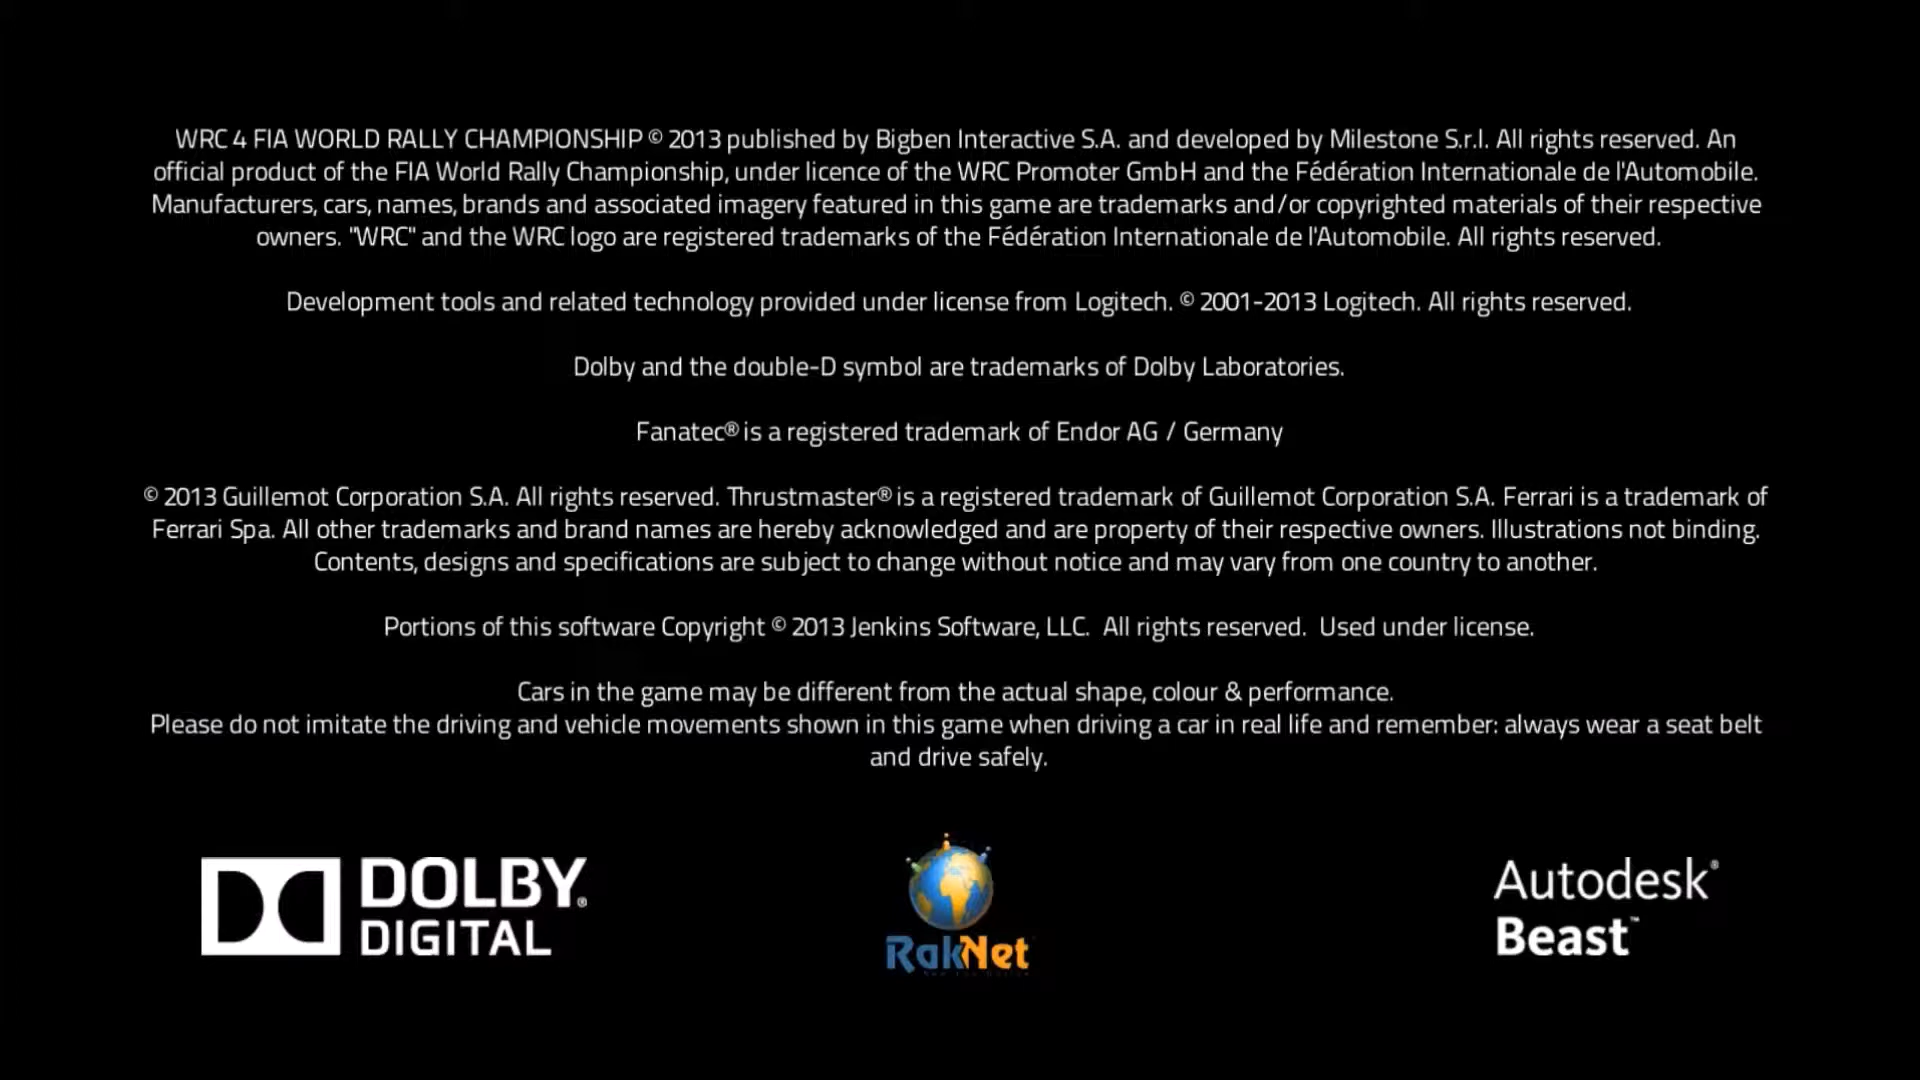 WRC 4 FIA WORLD RALLY CHAMPIONSHIP © 2013 published by Bigben Interactive S.A. and developed by Milestone S.r.l. All rights reserved. An
official product of the FIA World Rally Championship, under licence of the WRC Promoter GmbH and the Fédération Internationale de l'Automobile.
Manufacturers, cars, names, brands and associated imagery featured in this game are trademarks and/or copyrighted materials of their respective
owners. "WRC" and the WRC logo are registered trademarks of the Fédération Internationale de l'Automobile. All rights reserved.
Development tools and related technology provided under license from Logitech. © 2001-2013 Logitech. All rights reserved.
Dolby and the double-D symbol are trademarks of Dolby Laboratories.
Fanatec® is a registered trademark of Endor AG / Germany
© 2013 Guillemot Corporation S.A. All rights reserved. Thrustmaster® is a registered trademark of Guillemot Corporation S.A. Ferrari is a trademark of
Ferrari Spa. All other trademarks and brand names are hereby acknowledged and are property of their respective owners. Illustrations not binding.
Contents, designs and specifications are subject to change without notice and may vary from one country to another.
Portions of this software Copyright © 2013 Jenkins Software, LLC.  All rights reserved.  Used under license.
Cars in the game may be different from the actual shape, colour & performance.
Please do not imitate the driving and vehicle movements shown in this game when driving a car in real life and remember: always wear a seat belt
and drive safely.
DOLBY®
DIGITAL
RakNet
Autodesk®
Beast™